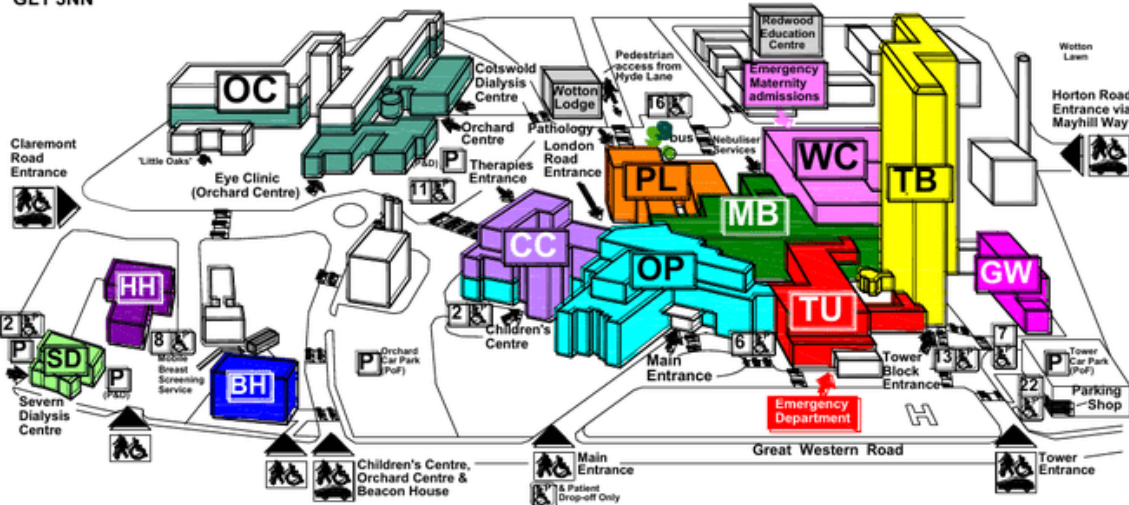 GL1 3NN
Redwood
Education
Centre
Wotton
Lawn
Pedestrian
access from
Hyde Lane
Emergency
Maternity
admissions
Cotswold
Dialysis
Centre
Wotton
Lodge
OC
16
Horton Road
Entrance via
Mayhill Way
Claremont
Road
Entrance
'Little Oaks'
Orchard
Centre
Pathology
London
Road
Entrance
bus
Nebuliser
Services
(P&D)
P
Therapies
Entrance
Eye Clinic
(Orchard Centre)
11
PL
WC
TB
MB
CC
OP
GW
HH
TU
2
P
SD
8
Mobile
Breast
Screening
Service
P
(P&D)
BH
2
Children's
Centre
P
Orchard
Car Park
(PoF)
Main
Entrance
6
Tower
Block
Entrance
13
7
P
Tower
Car Park
(PoF)
22
Parking
Shop
Severn
Dialysis
Centre
Emergency
Department
H
Great Western Road
Children's Centre,
Orchard Centre &
Beacon House
Main
Entrance
& Patient
Drop-off Only
Tower
Entrance